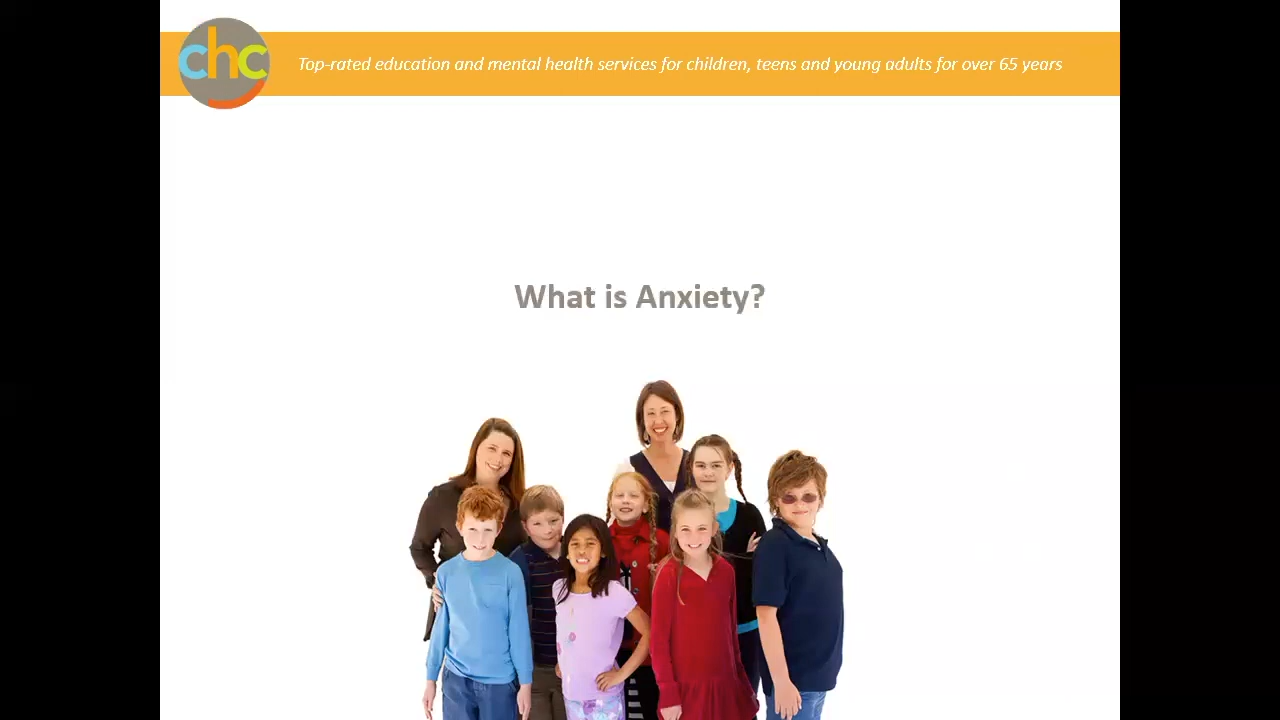 chc
Top-rated education and mental health services for children, teens and young adults for over 65 years
What is Anxiety?